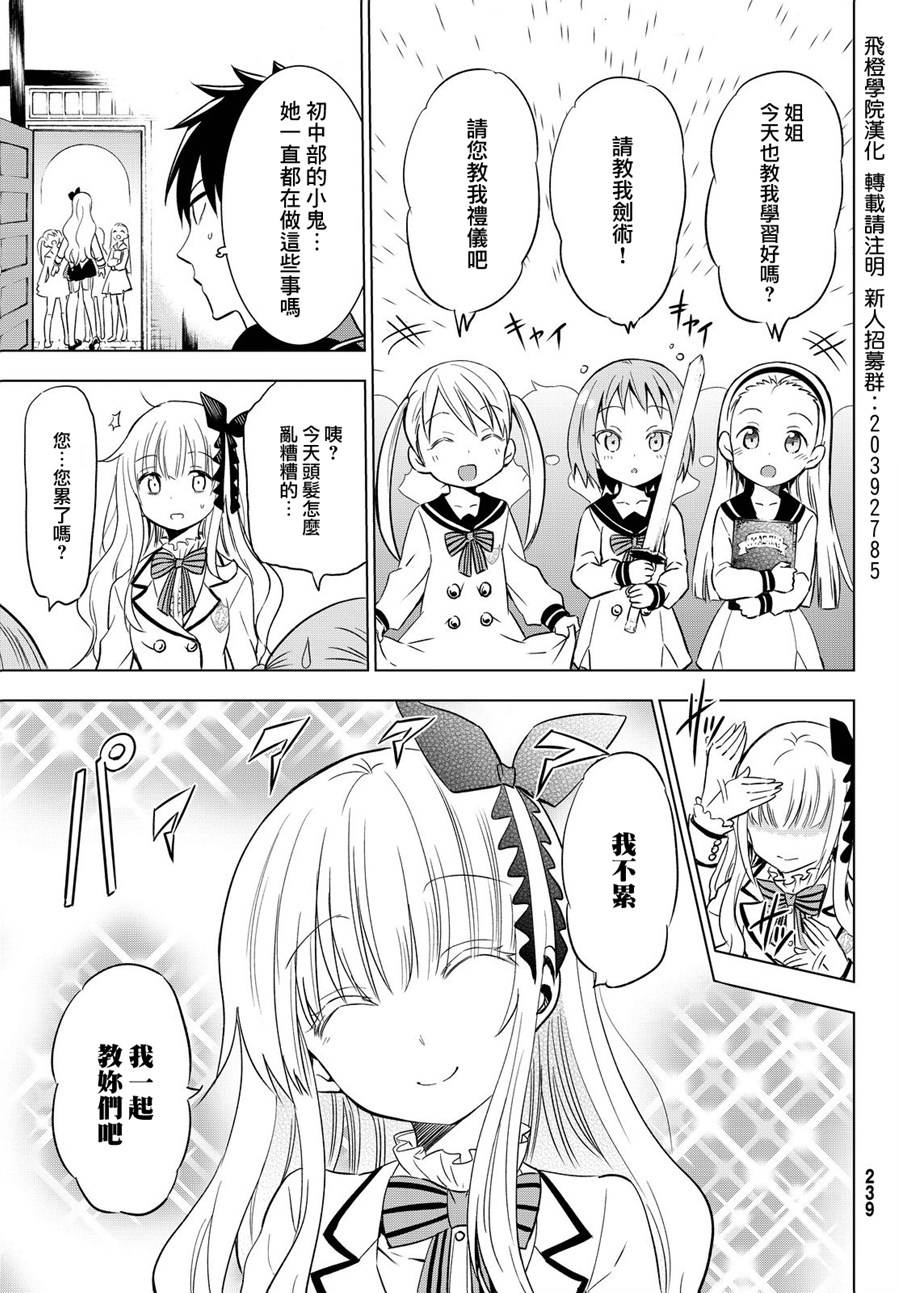 飛橙學院漢化 轉載請注明 新人招募群:203927785
姐姐
今天也教我學習好嗎?
請教我劍術!
請您教我禮儀吧
キャイ
キャイ
キャイ
初中部的小鬼…
她一直都在做這些事嗎
咦?
今天頭髮怎麼
亂糟糟的…
您…您累了嗎?
我不累
我一起
教妳們吧
239